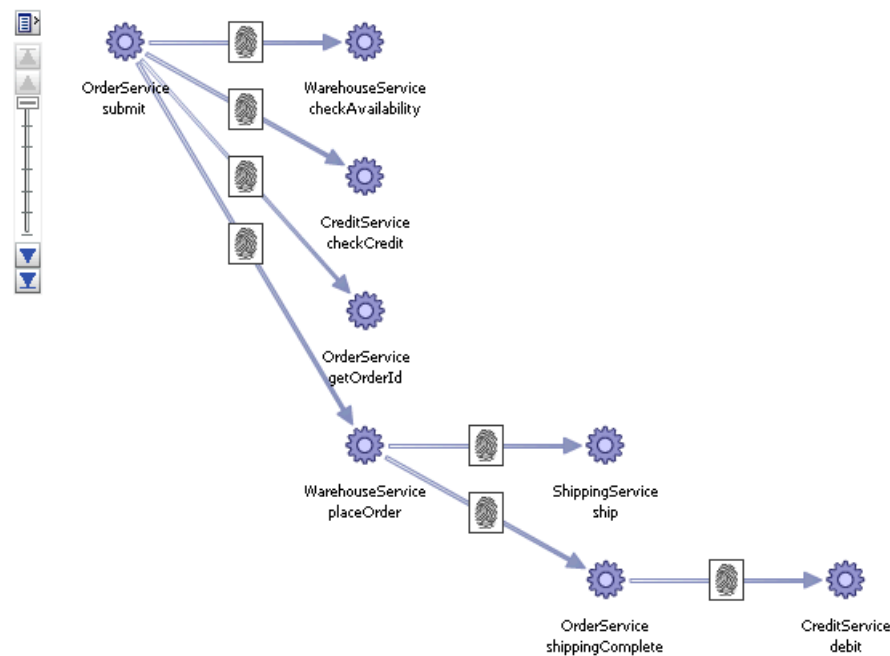 OrderService
submit
WarehouseService
checkAvailability
CreditService
checkCredit
OrderService
getOrderId
WarehouseService
placeOrder
ShippingService
ship
OrderService
shippingComplete
CreditService
debit